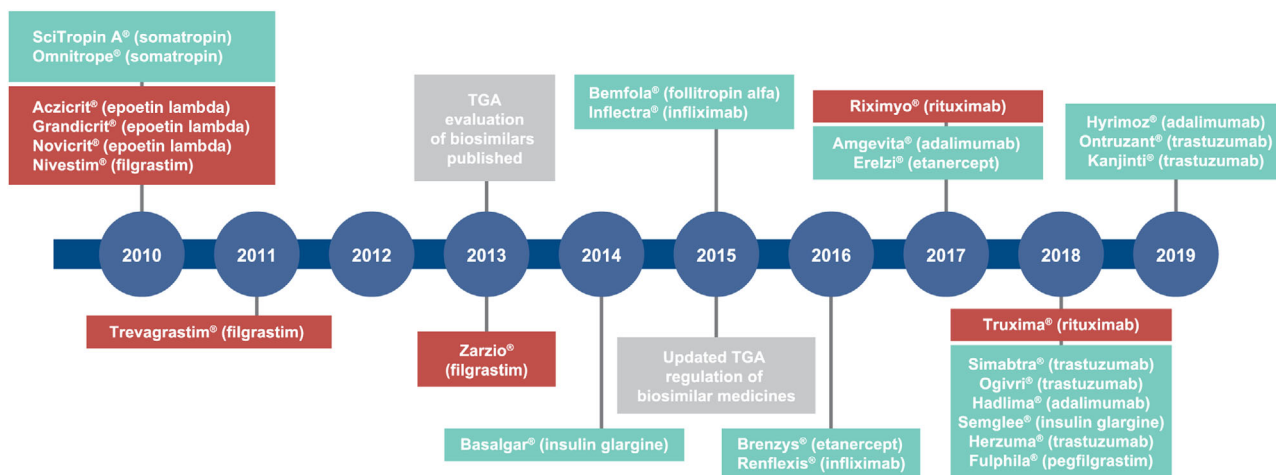 SciTropin A® (somatropin)
Omnitrope® (somatropin)
Aczicrit® (epoetin lambda)
Grandicrit® (epoetin lambda)
Novicrit® (epoetin lambda)
Nivestim® (filgrastim)
TGA
evaluation
of biosimilars
published
Bemfola® (follitropin alfa)
Inflectra® (infliximab)
Riximyo® (rituximab)
Amgevita® (adalimumab)
Erelzi® (etanercept)
Hyrimoz® (adalimumab)
Ontruzant® (trastuzumab)
Kanjinti® (trastuzumab)
2010
2011
2012
2013
2014
2015
2016
2017
2018
2019
Trevagrastim® (filgrastim)
Zarzio®
(filgrastim)
Basalgar® (insulin glargine)
Updated TGA
regulation of
biosimilar medicines
Brenzys® (etanercept)
Renflexis® (infliximab)
Truxima® (rituximab)
Simabtra® (trastuzumab)
Ogivri® (trastuzumab)
Hadlima® (adalimumab)
Semglee® (insulin glargine)
Herzuma® (trastuzumab)
Fulphila® (pegfilgrastim)